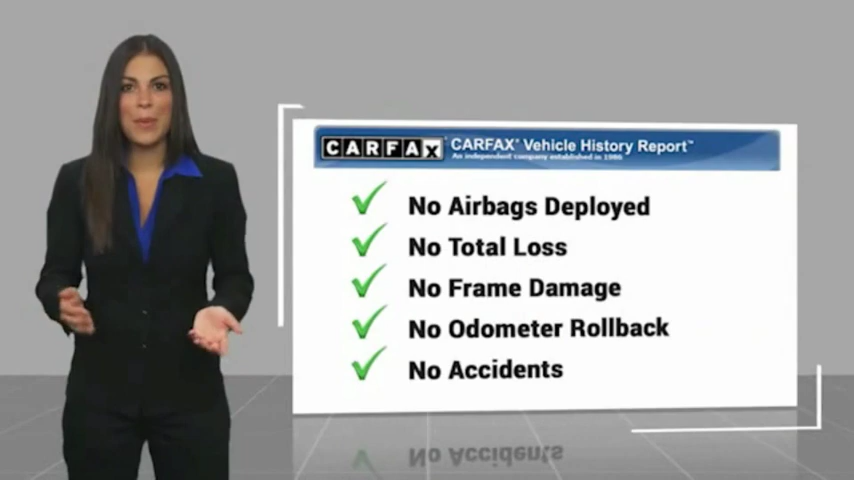 CARFAX CARFAX® Vehicle History Report™
An independent company established in 1986
No Airbags Deployed
No Total Loss
No Frame Damage
No Odometer Rollback
No Accidents
No Accidents